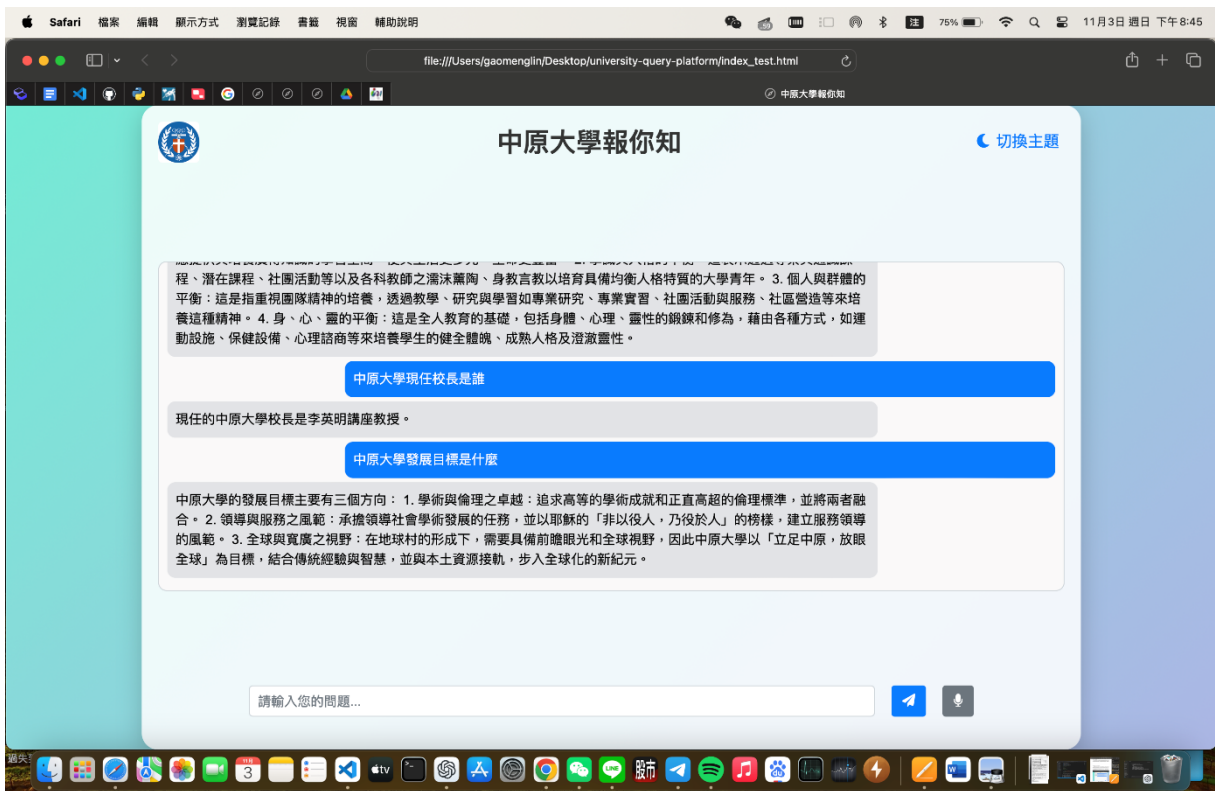 Safari 檔案 編輯 顯示方式 瀏覽記錄 書籤 視窗 輔助說明 注 75% 11月3日 週日 下午8:45
file:///Users/gaomenglin/Desktop/university-query-platform/index_test.html
中原大學報你知
中原大學報你知
切換主題
程、潛在課程、社團活動等以及各科教師之濡沫薰陶、身教言教以培育具備均衡人格特質的大學青年。 3. 個人與群體的
平衡：這是指重視團隊精神的培養，透過教學、研究與學習如專業研究、專業實習、社團活動與服務、社區營造等來培
養這種精神。 4. 身、心、靈的平衡：這是全人教育的基礎，包括身體、心理、靈性的鍛鍊和修為，藉由各種方式，如運
動設施、保健設備、心理諮商等來培養學生的健全體魄、成熟人格及澄澈靈性。
中原大學現任校長是誰
現任的中原大學校長是李英明講座教授。
中原大學發展目標是什麼
中原大學的發展目標主要有三個方向： 1. 學術與倫理之卓越：追求高等的學術成就和正直高超的倫理標準，並將兩者融
合。 2. 領導與服務之風範：承擔領導社會學術發展的任務，並以耶穌的「非以役人，乃役於人」的榜樣，建立服務領導
的風範。 3. 全球與寬廣之視野：在地球村的形成下，需要具備前瞻眼光和全球視野，因此中原大學以「立足中原，放眼
全球」為目標，結合傳統經驗與智慧，並與本土資源接軌，步入全球化的新紀元。
請輸入您的問題...
過失
3
tv
LINE
股市